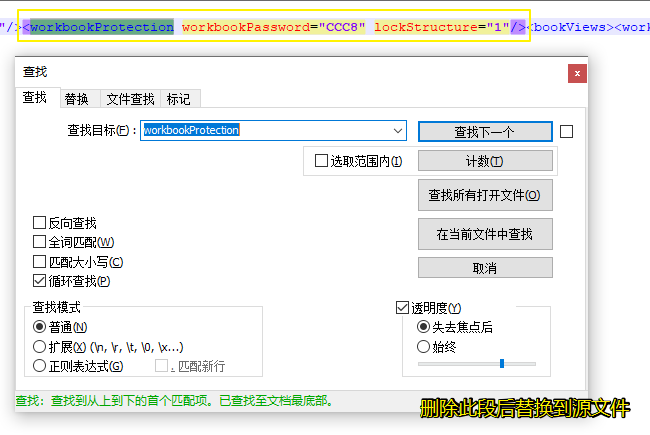 "/><workbookProtection workbookPassword="CCC8" lockStructure="1"/><bookViews><work
查找
x
查找 替换 文件查找 标记
查找目标(F)： workbookProtection 查找下一个
选取范围内(I) 计数(T)
查找所有打开文件(O)
反向查找
在当前文件中查找
全词匹配(W)
匹配大小写(C) 取消
循环查找(P)
查找模式 透明度(Y)
普通(N) 失去焦点后
扩展(X) (\n, \r, \t, \0, \x...) 始终
正则表达式(G) . 匹配新行
查找：查找到从上到下的首个匹配项。已查找至文档最底部。
删除此段后替换到源文件